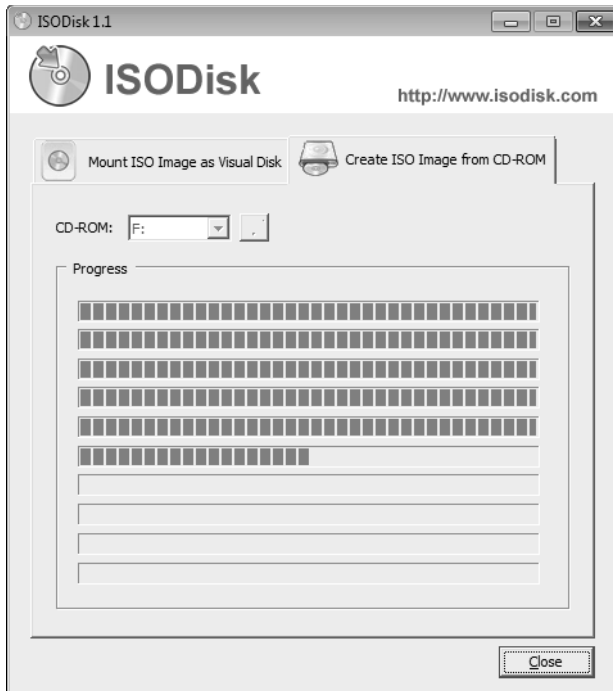 ISODisk 1.1
ISODisk
http://www.isodisk.com
Mount ISO Image as Visual Disk
Create ISO Image from CD-ROM
CD-ROM: F:
Progress
Close